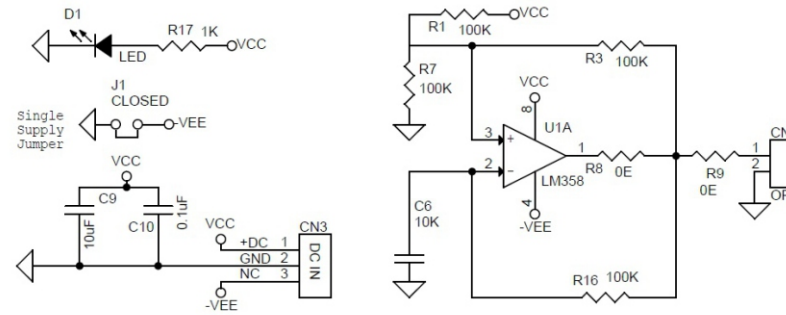 D1
R17 1K
VCC
LED
J1
CLOSED
Single
Supply
Jumper
-VEE
VCC
C9
10uF
C10
0.1uF
VCC
CN3
+DC 1
GND 2
NC 3
DC IN
-VEE
VCC
R1 100K
R3 100K
R7
100K
VCC
8
U1A
3 +
2 -
1
LM358
4
-VEE
R8 0E
R9
0E
CN
1
2
OP
C6
10K
R16 100K